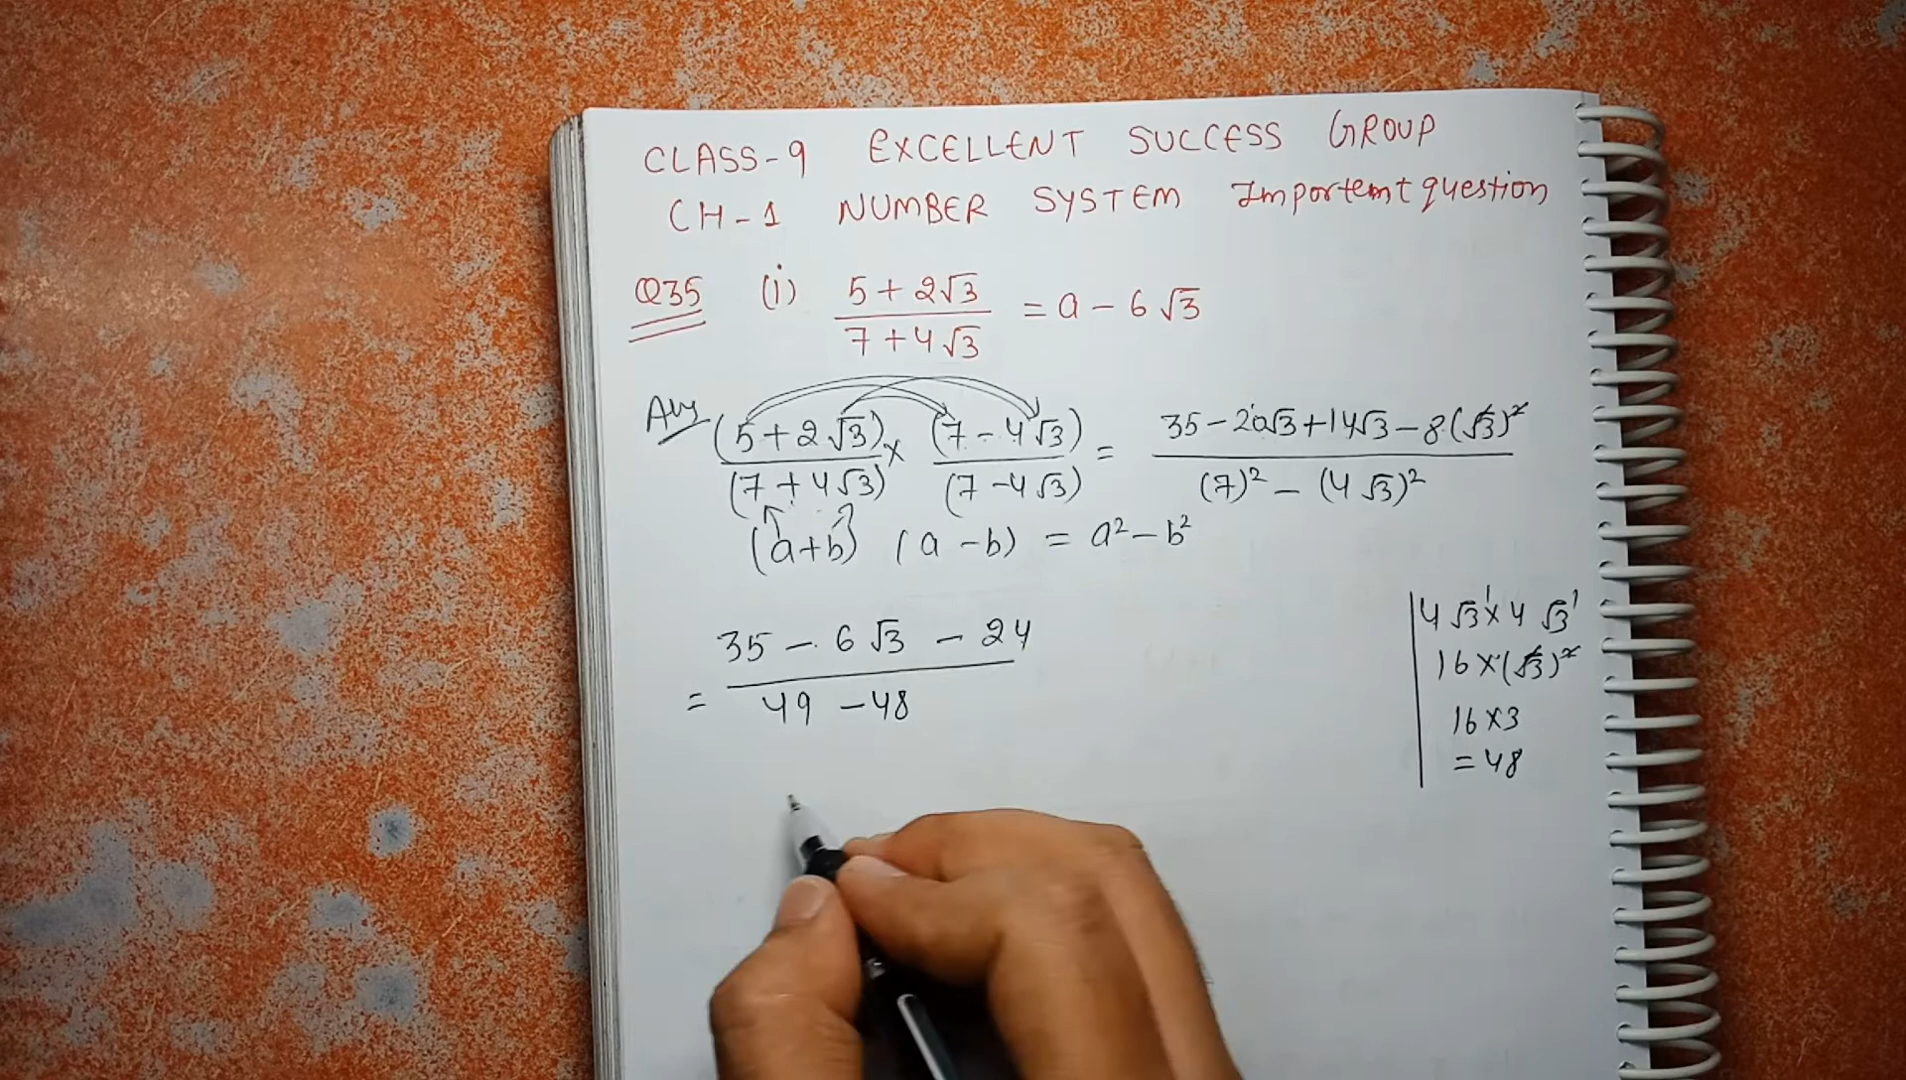 CLASS-9 EXCELLENT SUCCESS GROUP
CH-1 NUMBER SYSTEM Importemt question
Q35 (i) (5+2√3)/(7+4√3) = a-6√3
Ans (5+2√3)/(7+4√3) × (7-4√3)/(7-4√3) = (35-20√3+14√3-8(√3)²)/((7)²-(4√3)²)
(a+b) (a-b) = a²-b²
= (35-6√3-24)/(49-48)
4√3¹×4√3¹
16×(√3)²
16×3
=48